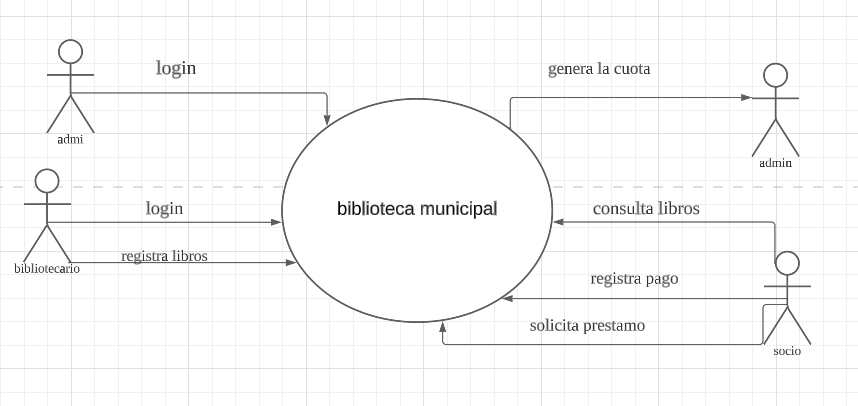 login
genera la cuota
admi
admin
login
biblioteca municipal
consulta libros
registra libros
bibliotecario
registra pago
solicita prestamo
socio